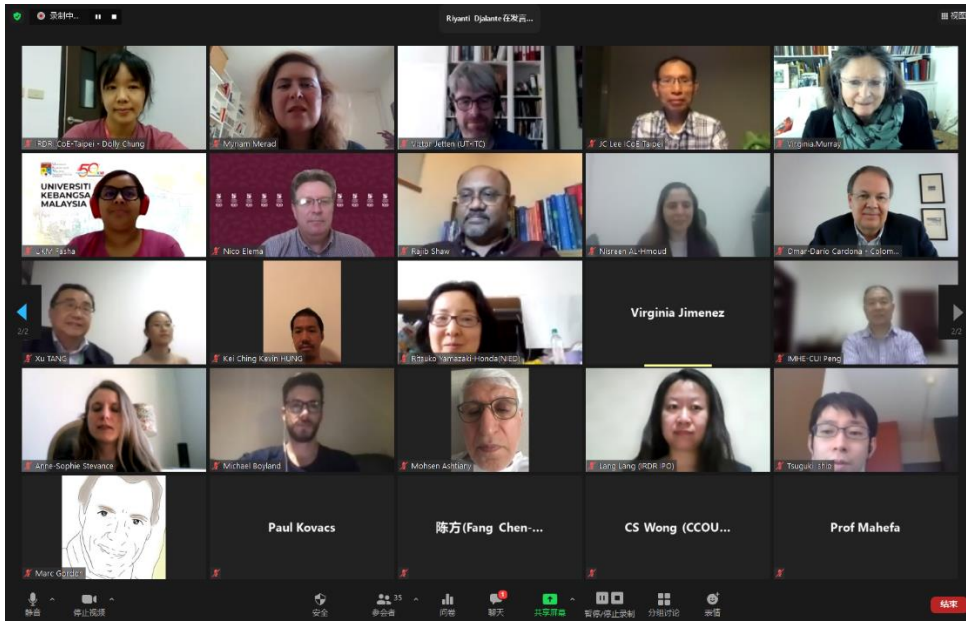 录制中...
Riyanti Djalante在发言...
视图
IRDR CoE-Taipei - Dolly Chung
Myriam Merad
Victor Jetten (UT-ITC)
JC Lee ICoE Taipei
Virginia.Murray
UNIVERSITI
KEBANGSAAN
MALAYSIA
UKM Pasha
Nico Elema
Rajib Shaw
Nisreen AL-Hmoud
Omar-Dario Cardona - Colom...
2/2
Xu TANG
Kei Ching Kevin HUNG
Ritsuko Yamazaki-Honda(NIED)
Virginia Jimenez
IMHE-CUI Peng
2/2
Anne-Sophie Stevance
Michael Boyland
Mohsen Ashtiany
Lang Lang (IRDR IPO)
Tsuguki
Marc Gordon
Paul Kovacs
陈方(Fang Chen-...
CS Wong (CCOU...
Prof Mahefa
静音
停止视频
安全
参会者
35
问卷
聊天
共享屏幕
暂停/停止录制
分组讨论
表情
结束